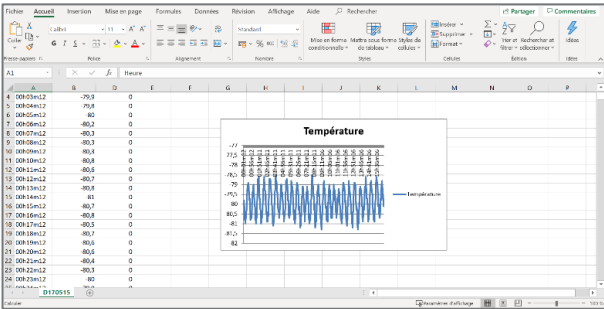 Fichier Accueil Insertion Mise en page Formules Données Révision Affichage Aide Rechercher Partager Commentaires
Coller Calibri 11 Standard Mise en forme Mettre sous forme Styles de Insérer Trier et Rechercher et Idées
conditionnelle de tableau cellules Supprimer filtrer sélectionner
G I S % 000 Format
Police Alignement Nombre Styles Cellules Édition Idées
A1 fx Heure
A B C D E F G H I J K L M N O P
4 00h03m12 -79,9 0
5 00h04m12 -79,8 0
6 00h05m12 -80 0
7 00h06m12 -80,2 0
8 00h07m12 -80,3 0
9 00h08m12 -80,3 0
10 00h09m12 -80,3 0
11 00h10m12 -80,8 0
12 00h11m12 -80,6 0
13 00h12m12 -80,7 0
14 00h13m12 -80,8 0
15 00h14m12 81 0
16 00h15m12 -80,7 0
17 00h16m12 -80,8 0
18 00h17m12 -80,5 0
19 00h18m12 -80,7 0
20 00h19m12 -80,6 0
21 00h20m12 -80,6 0
22 00h21m12 -80,4 0
23 00h22m12 -80,3 0
24 00h23m12 -80 0
Température
-77
77,5
-78
78,5
-79
79,5
80
80,5
-81
-81,5
-82
Température
D170515
Calculer Paramètres d'affichage